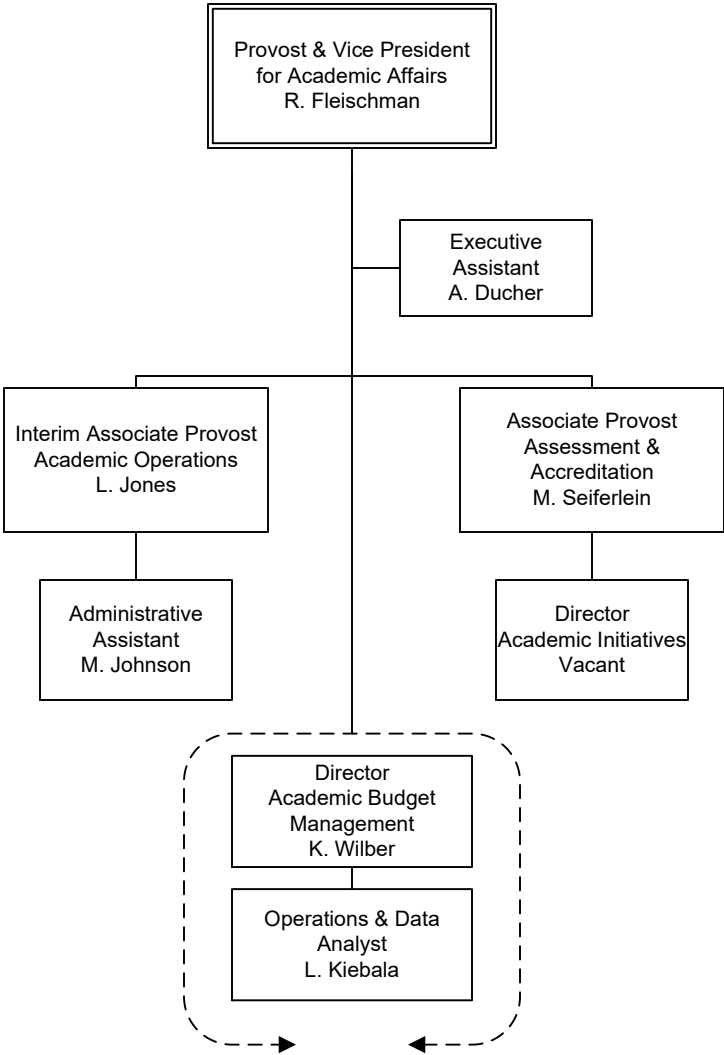 Provost & Vice President
for Academic Affairs
R. Fleischman
Executive
Assistant
A. Ducher
Interim Associate Provost
Academic Operations
L. Jones
Associate Provost
Assessment &
Accreditation
M. Seiferlein
Administrative
Assistant
M. Johnson
Director
Academic Initiatives
Vacant
Director
Academic Budget
Management
K. Wilber
Operations & Data
Analyst
L. Kiebala